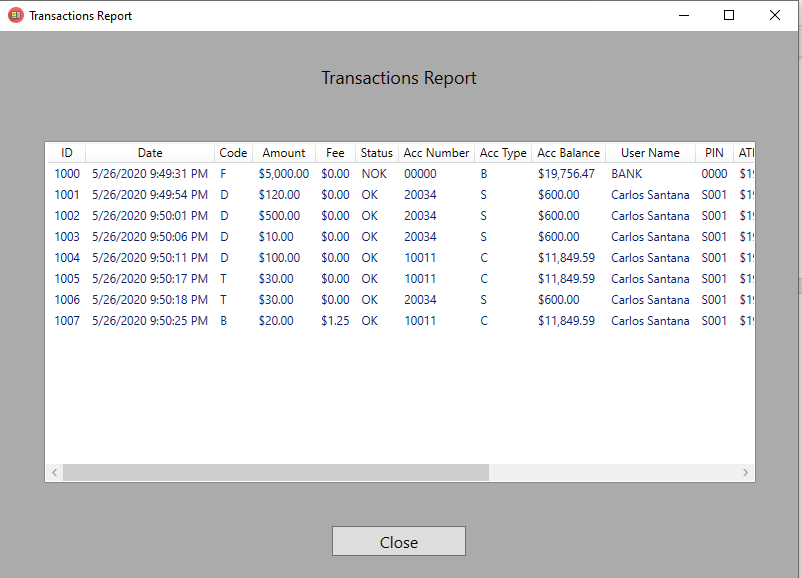 Transactions Report
Transactions Report
ID Date Code Amount Fee Status Acc Number Acc Type Acc Balance User Name PIN
1000 5/26/2020 9:49:31 PM F $5,000.00 $0.00 NOK 00000 B $19,756.47 BANK 0000
1001 5/26/2020 9:49:54 PM D $120.00 $0.00 OK 20034 S $600.00 Carlos Santana S001
1002 5/26/2020 9:50:01 PM D $500.00 $0.00 OK 20034 S $600.00 Carlos Santana S001
1003 5/26/2020 9:50:06 PM D $10.00 $0.00 OK 20034 S $600.00 Carlos Santana S001
1004 5/26/2020 9:50:11 PM D $100.00 $0.00 OK 10011 C $11,849.59 Carlos Santana S001
1005 5/26/2020 9:50:17 PM T $30.00 $0.00 OK 10011 C $11,849.59 Carlos Santana S001
1006 5/26/2020 9:50:18 PM T $30.00 $0.00 OK 20034 S $600.00 Carlos Santana S001
1007 5/26/2020 9:50:25 PM B $20.00 $1.25 OK 10011 C $11,849.59 Carlos Santana S001
Close